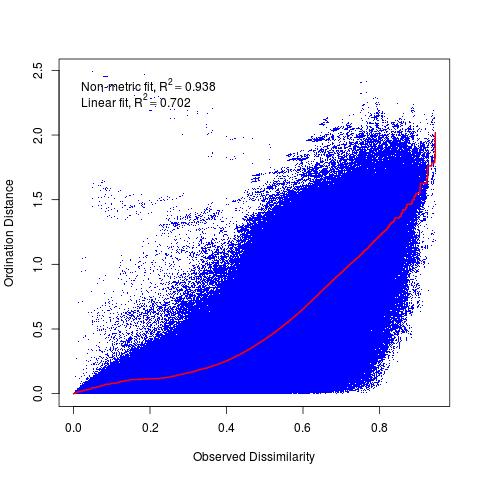 Non-metric fit, R² = 0.938
Linear fit, R² = 0.702
2.5
2.0
1.5
1.0
0.5
0.0
Ordination Distance
0.0 0.2 0.4 0.6 0.8
Observed Dissimilarity